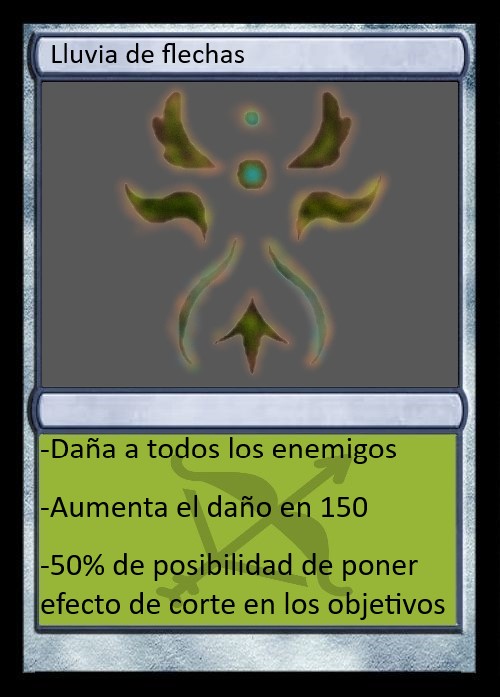 Lluvia de flechas
-Daña a todos los enemigos
-Aumenta el daño en 150
-50% de posibilidad de poner
efecto de corte en los objetivos